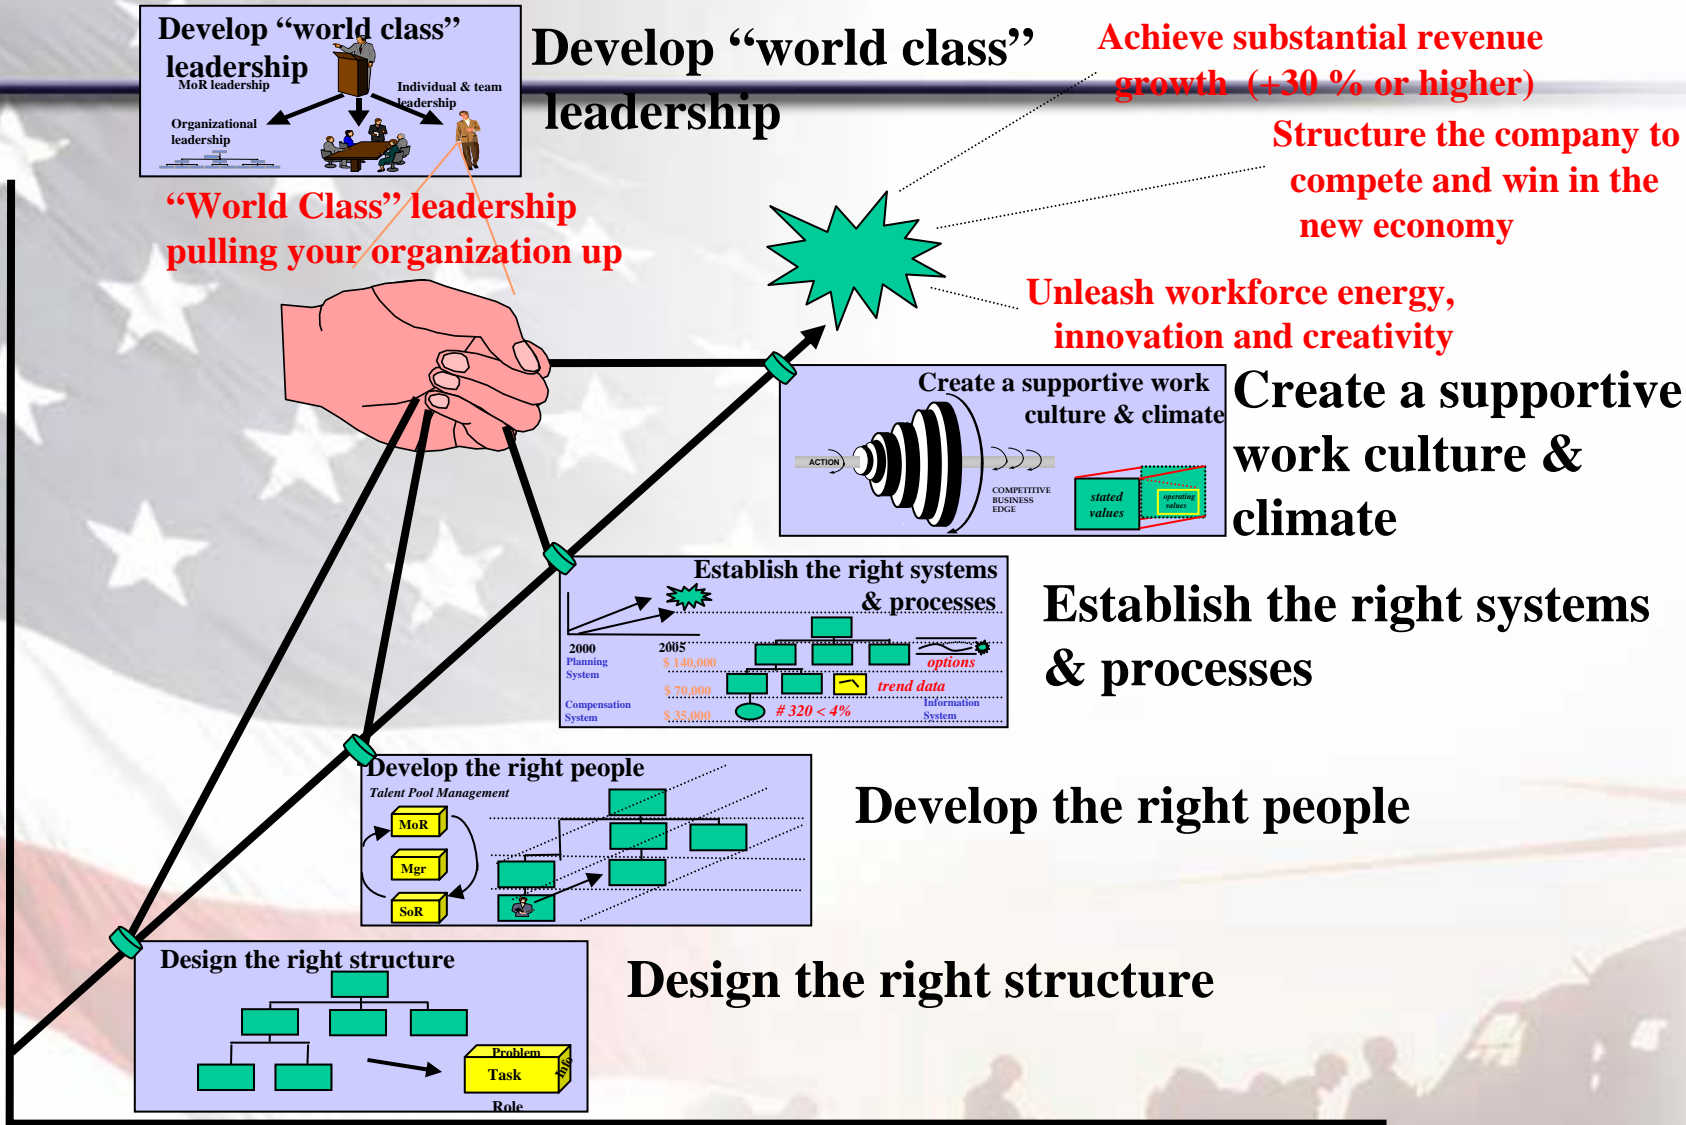 Develop “world class”
leadership
MoR leadership
Individual & team
leadership
Organizational
leadership
Develop “world class”
leadership
Achieve substantial revenue
growth (+30 % or higher)
Structure the company to
compete and win in the
new economy
“World Class” leadership
pulling your organization up
Unleash workforce energy,
innovation and creativity
Create a supportive work
culture & climate
ACTION
COMPETITIVE
BUSINESS
EDGE
stated
values
operating
values
Create a supportive
work culture &
climate
Establish the right systems
& processes
2000
2005
Planning
System
$ 140,000
options
$ 70,000
trend data
Compensation
System
$ 35,000
# 320 < 4%
Information
System
Establish the right systems
& processes
Develop the right people
Talent Pool Management
MoR
Mgr
SoR
Develop the right people
Design the right structure
Problem
Task
Info
Role
Design the right structure